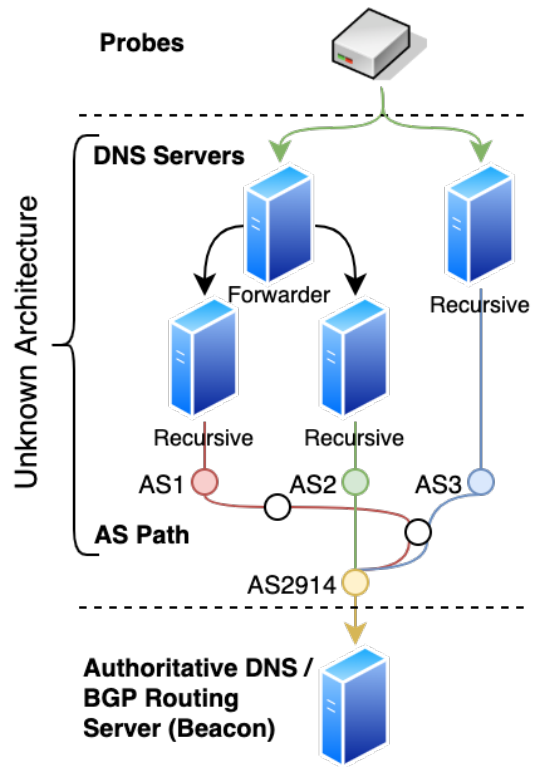 Probes
DNS Servers
Unknown Architecture
Forwarder
Recursive
Recursive
Recursive
AS1
AS2
AS3
AS Path
AS2914
Authoritative DNS /
BGP Routing
Server (Beacon)